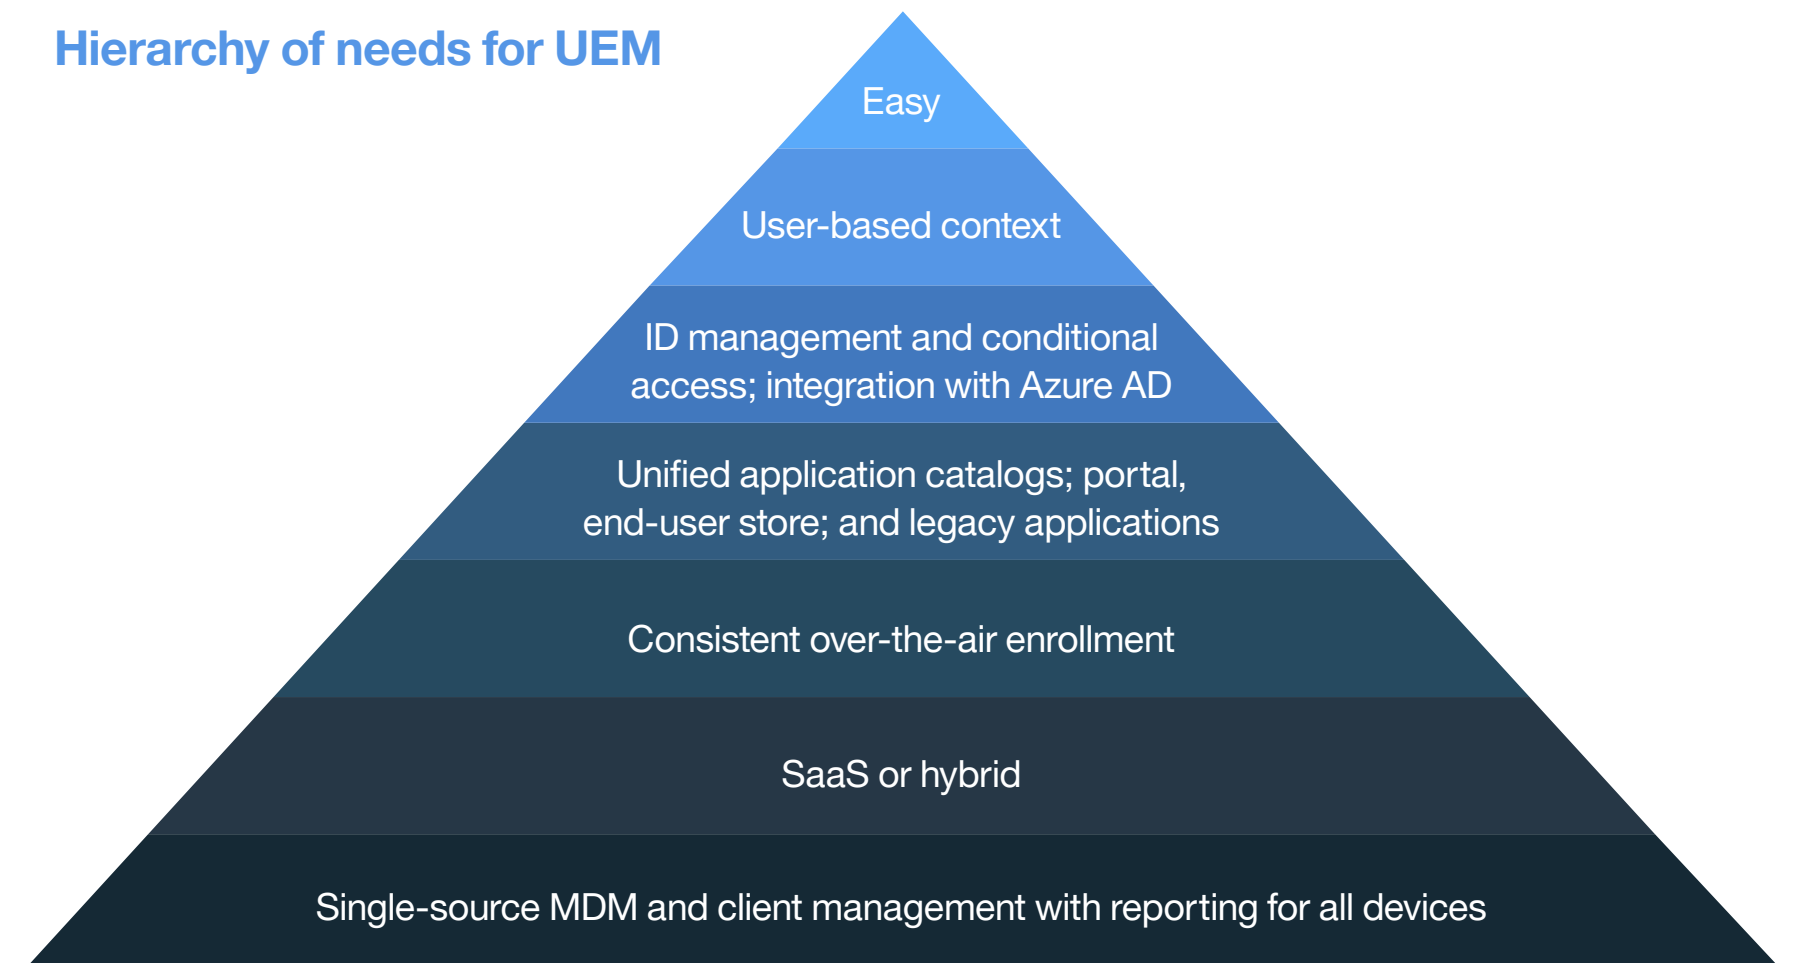 Hierarchy of needs for UEM
Easy
User-based context
ID management and conditional
access; integration with Azure AD
Unified application catalogs; portal,
end-user store; and legacy applications
Consistent over-the-air enrollment
SaaS or hybrid
Single-source MDM and client management with reporting for all devices